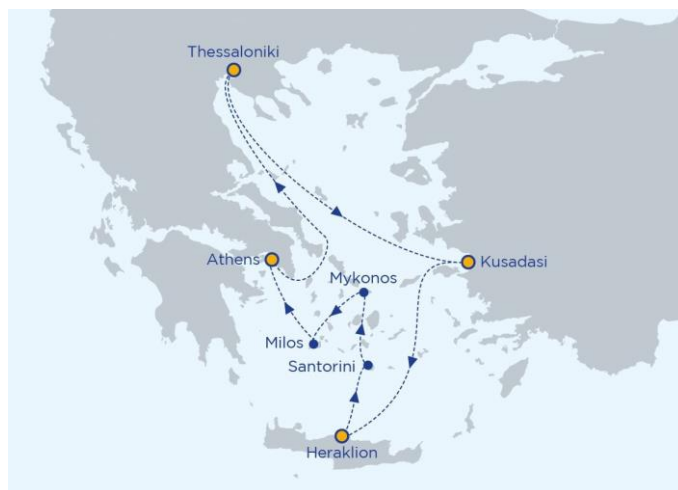 Thessaloniki
Athens
Kusadasi
Mykonos
Milos
Santorini
Heraklion